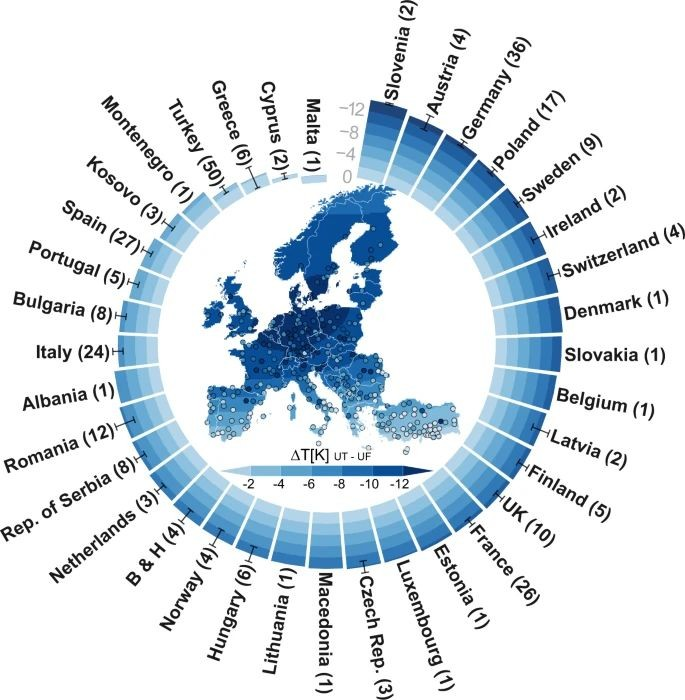 Slovenia (2)
Austria (4)
Germany (36)
Poland (17)
Sweden (9)
Ireland (2)
Switzerland (4)
Denmark (1)
Slovakia (1)
Belgium (1)
Latvia (2)
Finland (5)
UK (10)
France (26)
Estonia (1)
Luxembourg (1)
Czech Rep. (3)
Macedonia (1)
Lithuania (1)
Hungary (6)
Norway (4)
B & H (4)
Netherlands (3)
Rep. of Serbia (8)
Romania (12)
Albania (1)
Italy (24)
Bulgaria (8)
Portugal (5)
Spain (27)
Kosovo (3)
Montenegro (1)
Turkey (50)
Greece (6)
Cyprus (2)
Malta (1)
−12
−8
−4
0
ΔT[K] UT - UF
-2 -4 -6 -8 -10 -12